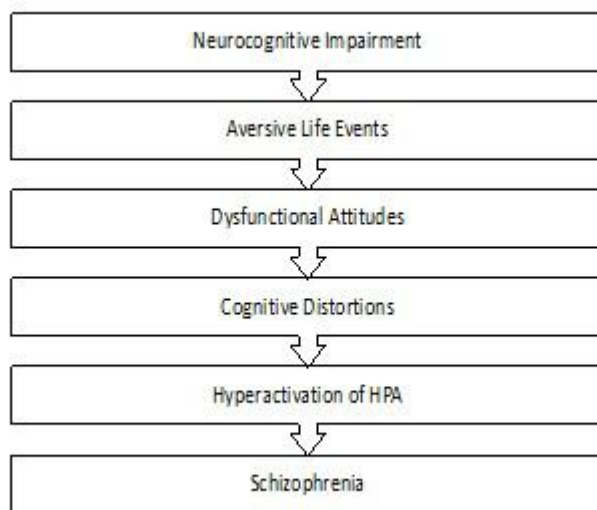 Neurocognitive Impairment
Aversive Life Events
Dysfunctional Attitudes
Cognitive Distortions
Hyperactivation of HPA
Schizophrenia